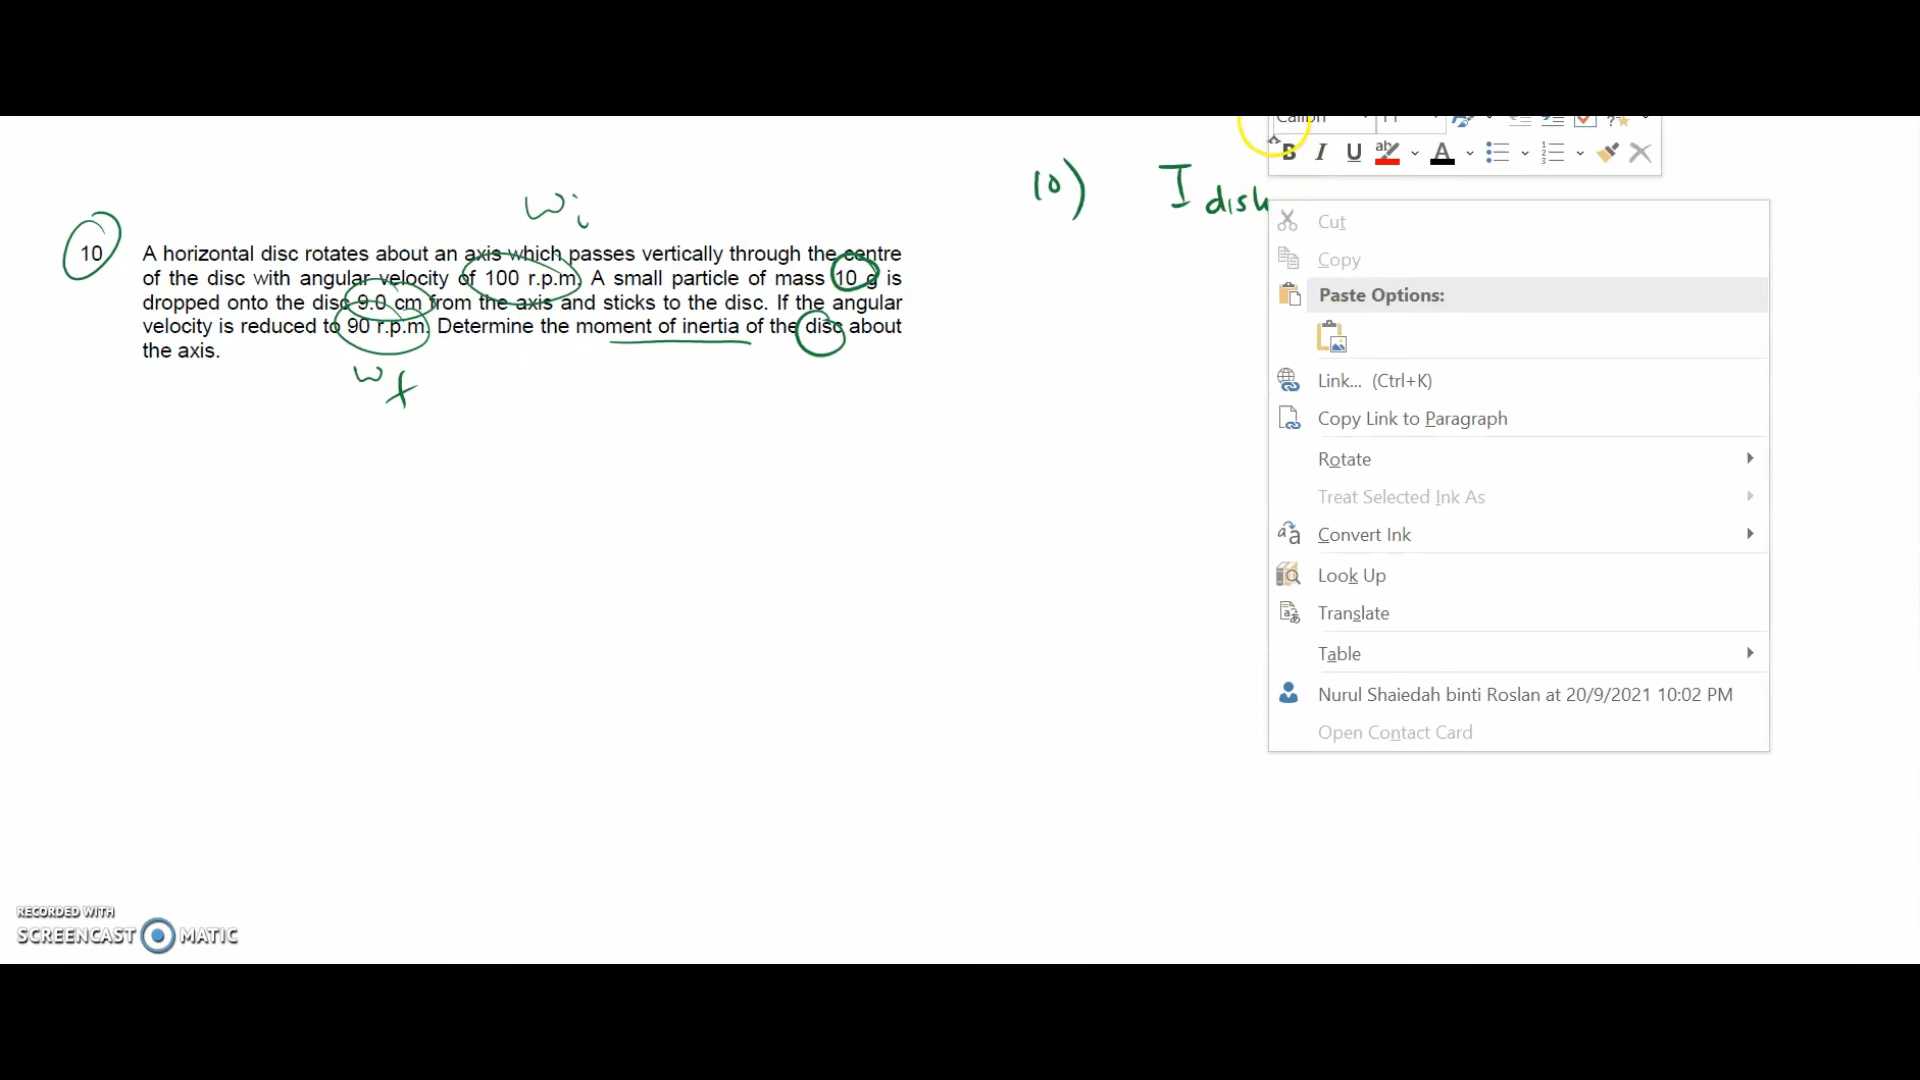 Calibri 11
B I U ab A
10) I disk
Wi
10 A horizontal disc rotates about an axis which passes vertically through the centre
of the disc with angular velocity of 100 r.p.m. A small particle of mass 10 g is
dropped onto the disc 9.0 cm from the axis and sticks to the disc. If the angular
velocity is reduced to 90 r.p.m. Determine the moment of inertia of the disc about
the axis.
Wf
Cut
Copy
Paste Options:
Link... (Ctrl+K)
Copy Link to Paragraph
Rotate
Treat Selected Ink As
Convert Ink
Look Up
Translate
Table
Nurul Shaiedah binti Roslan at 20/9/2021 10:02 PM
Open Contact Card
RECORDED WITH
SCREENCAST MATIC